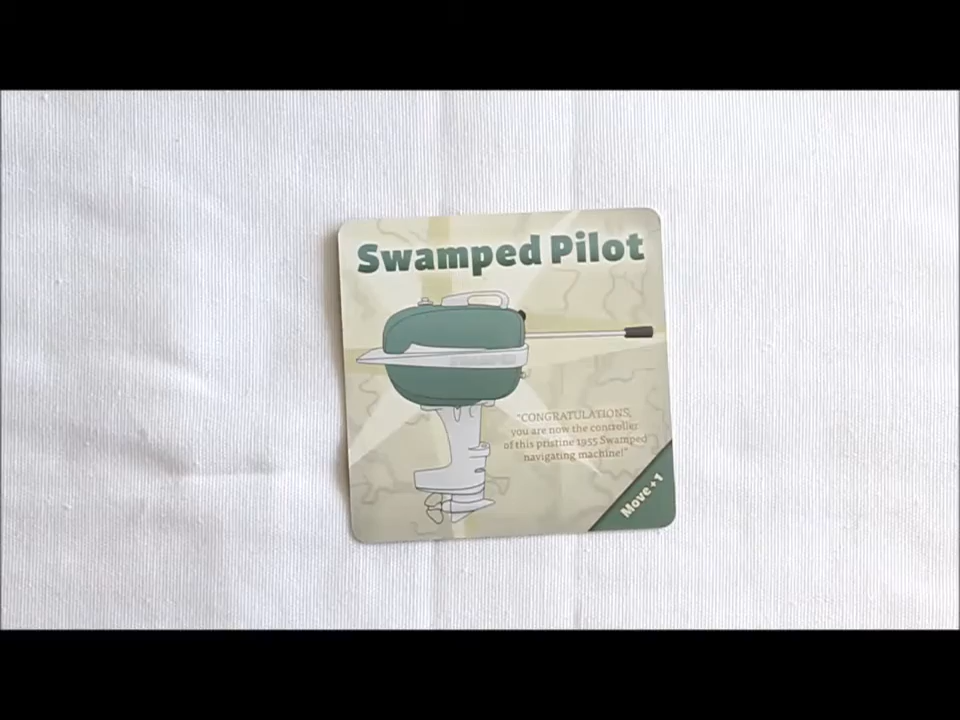 Swamped Pilot
"CONGRATULATIONS,
you are now the controller
of this pristine 1955 Swamped
navigating machine!"
Move +1